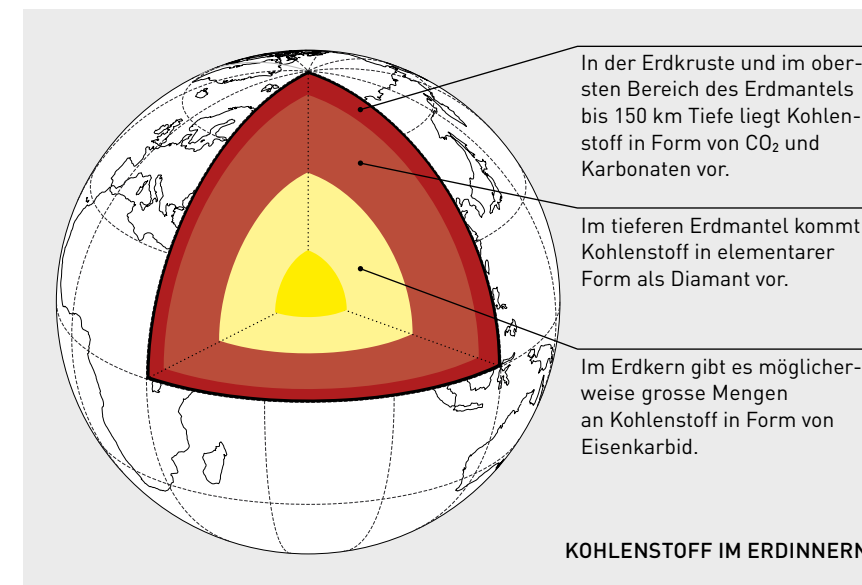 In der Erdkruste und im ober-
sten Bereich des Erdmantels
bis 150 km Tiefe liegt Kohlen-
stoff in Form von CO₂ und
Karbonaten vor.
Im tieferen Erdmantel kommt
Kohlenstoff in elementarer
Form als Diamant vor.
Im Erdkern gibt es möglicher-
weise grosse Mengen
an Kohlenstoff in Form von
Eisenkarbid.
KOHLENSTOFF IM ERDINNERN